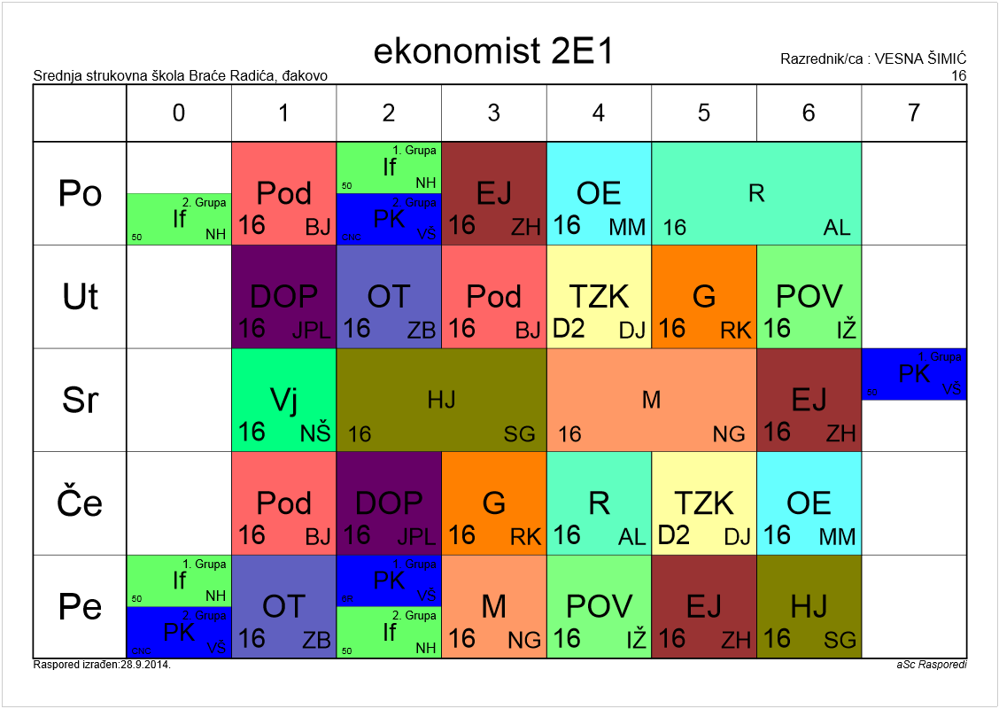 ekonomist 2E1
Razrednik/ca : VESNA ŠIMIĆ
Srednja strukovna škola Braće Radića, đakovo
16
0 1 2 3 4 5 6 7
Po
2. Grupa
If
50 NH
Pod
16 BJ
1. Grupa
If
50 NH
2. Grupa
PK
CNC VŠ
EJ
16 ZH
OE
16 MM
R
16 AL
Ut
DOP
16 JPL
OT
16 ZB
Pod
16 BJ
TZK
D2 DJ
G
16 RK
POV
16 IŽ
Sr
Vj
16 NŠ
HJ
16 SG
M
16 NG
EJ
16 ZH
1. Grupa
PK
VŠ
Če
Pod
16 BJ
DOP
16 JPL
G
16 RK
R
16 AL
TZK
D2 DJ
OE
16 MM
Pe
1. Grupa
If
50 NH
2. Grupa
PK
CNC VŠ
OT
16 ZB
1. Grupa
PK
VŠ
2. Grupa
If
50 NH
M
16 NG
POV
16 IŽ
EJ
16 ZH
HJ
16 SG
Raspored izrađen:28.9.2014.
aSc Rasporedi